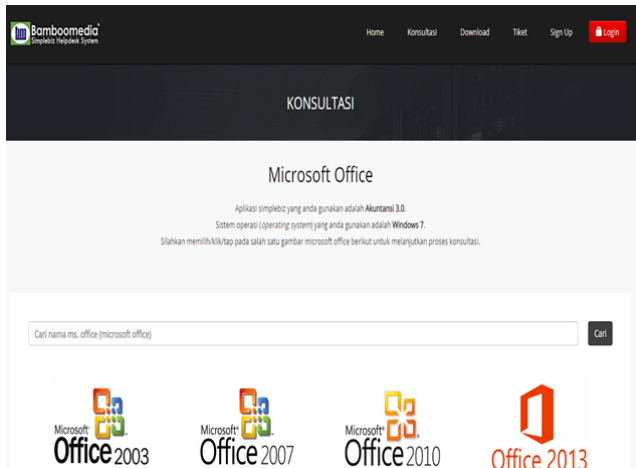 bm Bamboomedia
Simplebiz Helpdesk System
Home Konsultasi Download Tiket Sign Up Login
KONSULTASI
Microsoft Office
Aplikasi simplebiz yang anda gunakan adalah Akuntansi 3.0.
Sistem operasi (operating system) yang anda gunakan adalah Windows 7.
Silahkan memilih/klik/tap pada salah satu gambar microsoft office berikut untuk melanjutkan proses konsultasi.
Cari nama ms. office (microsoft office) Cari
Microsoft Office 2003
Microsoft Office 2007
Microsoft Office 2010
Office 2013